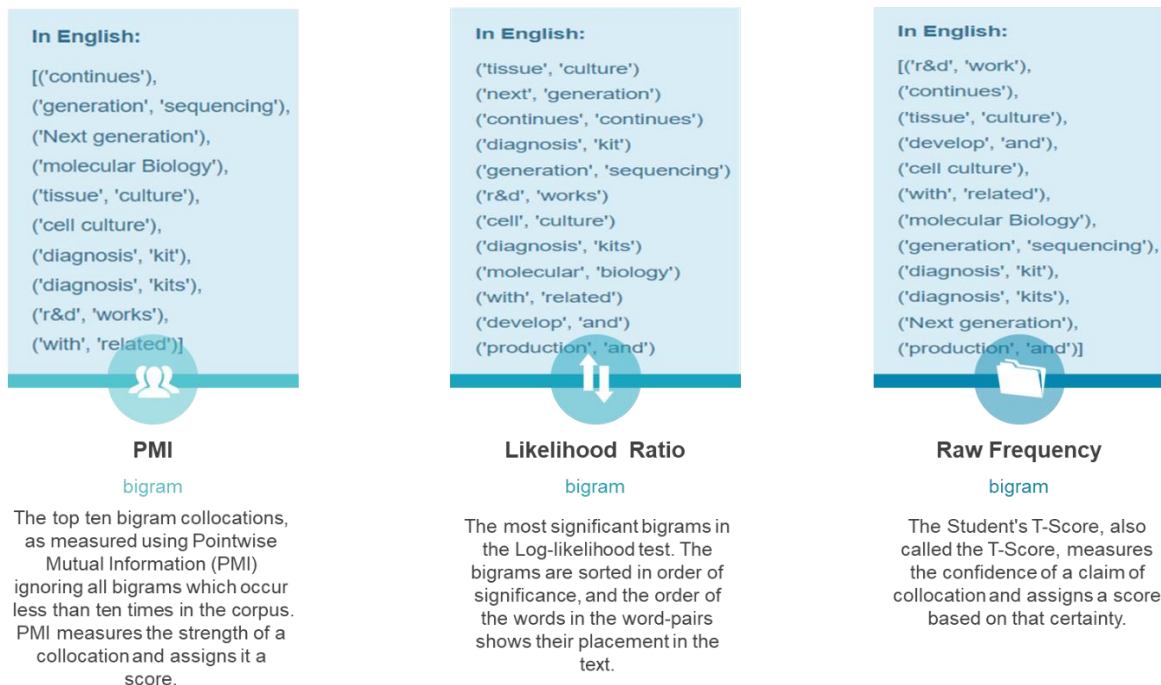 In English:
[('continues'),
('generation', 'sequencing'),
('Next generation'),
('molecular Biology'),
('tissue', 'culture'),
('cell culture'),
('diagnosis', 'kit'),
('diagnosis', 'kits'),
('r&d', 'works'),
('with', 'related')]
PMI
bigram
The top ten bigram collocations,
as measured using Pointwise
Mutual Information (PMI)
ignoring all bigrams which occur
less than ten times in the corpus.
PMI measures the strength of a
collocation and assigns it a
score.
In English:
('tissue', 'culture')
('next', 'generation')
('continues', 'continues')
('diagnosis', 'kit')
('generation', 'sequencing')
('r&d', 'works')
('cell', 'culture')
('diagnosis', 'kits')
('molecular', 'biology')
('with', 'related')
('develop', 'and')
('production', 'and')
Likelihood Ratio
bigram
The most significant bigrams in
the Log-likelihood test. The
bigrams are sorted in order of
significance, and the order of
the words in the word-pairs
shows their placement in the
text.
In English:
[('r&d', 'work'),
('continues'),
('tissue', 'culture'),
('develop', 'and'),
('cell culture'),
('with', 'related'),
('molecular Biology'),
('generation', 'sequencing'),
('diagnosis', 'kit'),
('diagnosis', 'kits'),
('Next generation'),
('production', 'and')]
Raw Frequency
bigram
The Student's T-Score, also
called the T-Score, measures
the confidence of a claim of
collocation and assigns a score
based on that certainty.